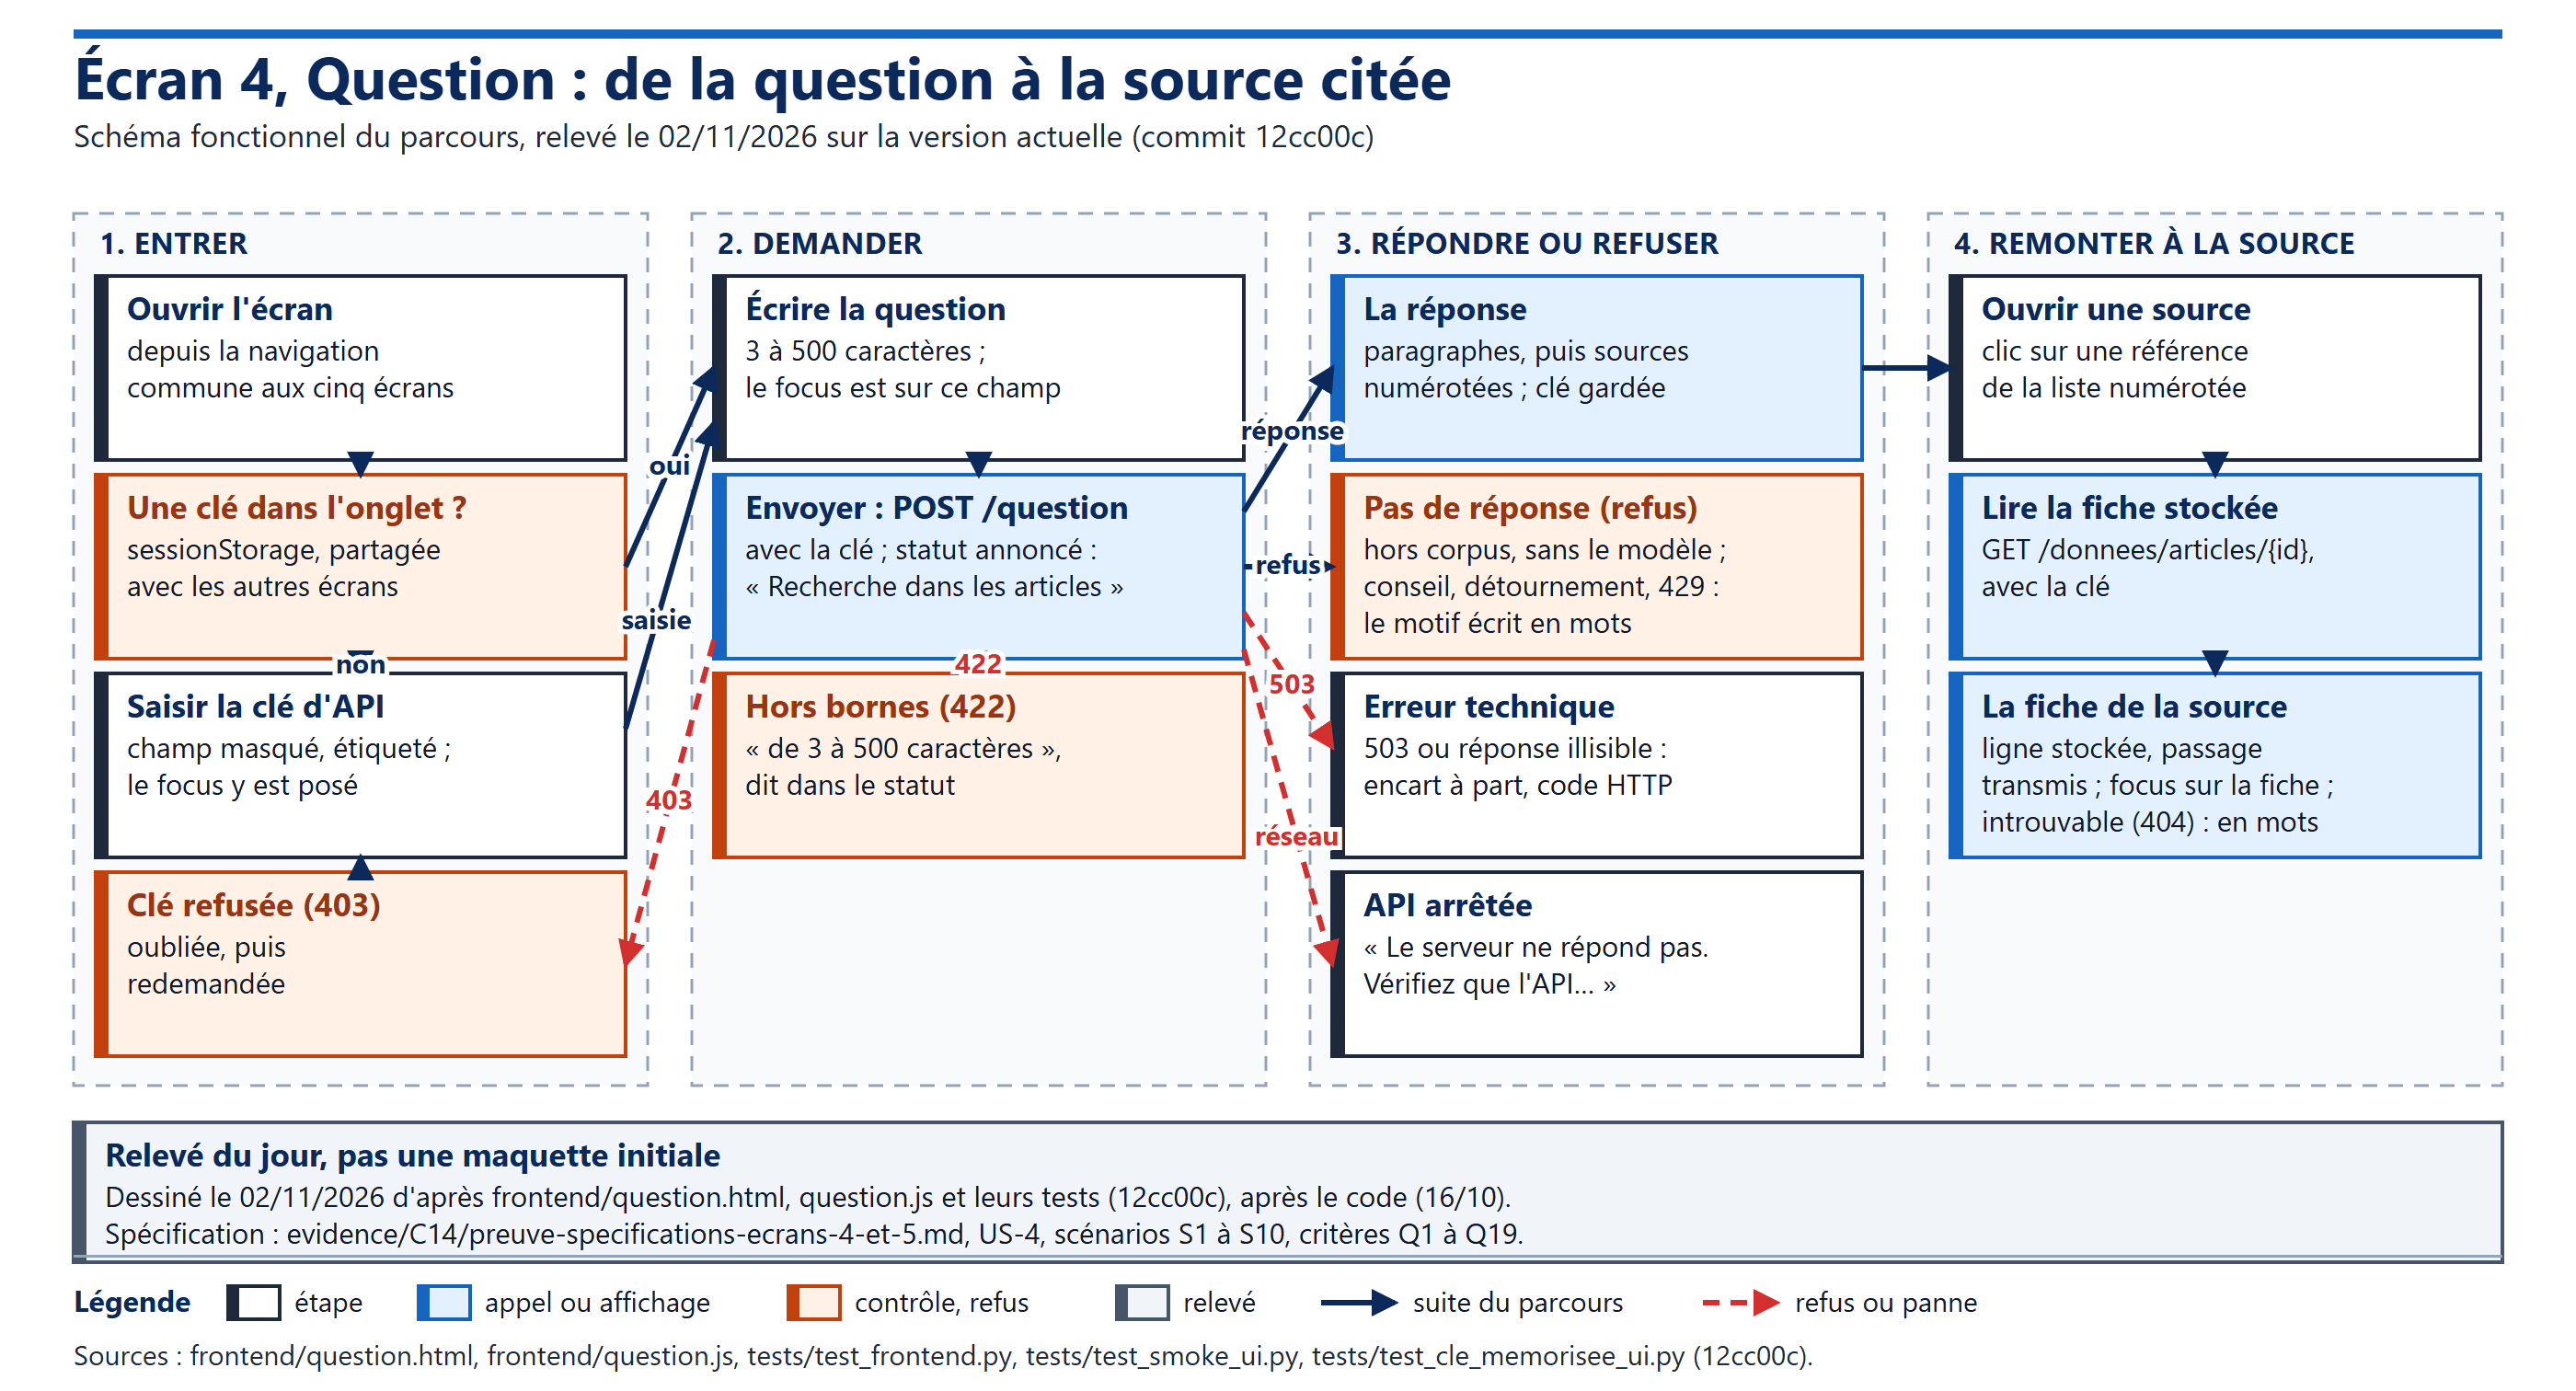 Écran 4, Question : de la question à la source citée
Schéma fonctionnel du parcours, relevé le 02/11/2026 sur la version actuelle (commit 12cc00c)
1. ENTRER
Ouvrir l'écran
depuis la navigation
commune aux cinq écrans
Une clé dans l'onglet ?
sessionStorage, partagée
avec les autres écrans
non
Saisir la clé d'API
champ masqué, étiqueté ;
le focus y est posé
Clé refusée (403)
oubliée, puis
redemandée
oui
saisie
403
2. DEMANDER
Écrire la question
3 à 500 caractères ;
le focus est sur ce champ
Envoyer : POST /question
avec la clé ; statut annoncé :
« Recherche dans les articles »
422
Hors bornes (422)
« de 3 à 500 caractères »,
dit dans le statut
réponse
refus
503
réseau
3. RÉPONDRE OU REFUSER
La réponse
paragraphes, puis sources
numérotées ; clé gardée
Pas de réponse (refus)
hors corpus, sans le modèle ;
conseil, détournement, 429 :
le motif écrit en mots
Erreur technique
503 ou réponse illisible :
encart à part, code HTTP
API arrêtée
« Le serveur ne répond pas.
Vérifiez que l'API... »
4. REMONTER À LA SOURCE
Ouvrir une source
clic sur une référence
de la liste numérotée
Lire la fiche stockée
GET /donnees/articles/{id},
avec la clé
La fiche de la source
ligne stockée, passage
transmis ; focus sur la fiche ;
introuvable (404) : en mots
Relevé du jour, pas une maquette initiale
Dessiné le 02/11/2026 d'après frontend/question.html, question.js et leurs tests (12cc00c), après le code (16/10).
Spécification : evidence/C14/preuve-specifications-ecrans-4-et-5.md, US-4, scénarios S1 à S10, critères Q1 à Q19.
Légende étape appel ou affichage contrôle, refus relevé suite du parcours refus ou panne
Sources : frontend/question.html, frontend/question.js, tests/test_frontend.py, tests/test_smoke_ui.py, tests/test_cle_memorisee_ui.py (12cc00c).